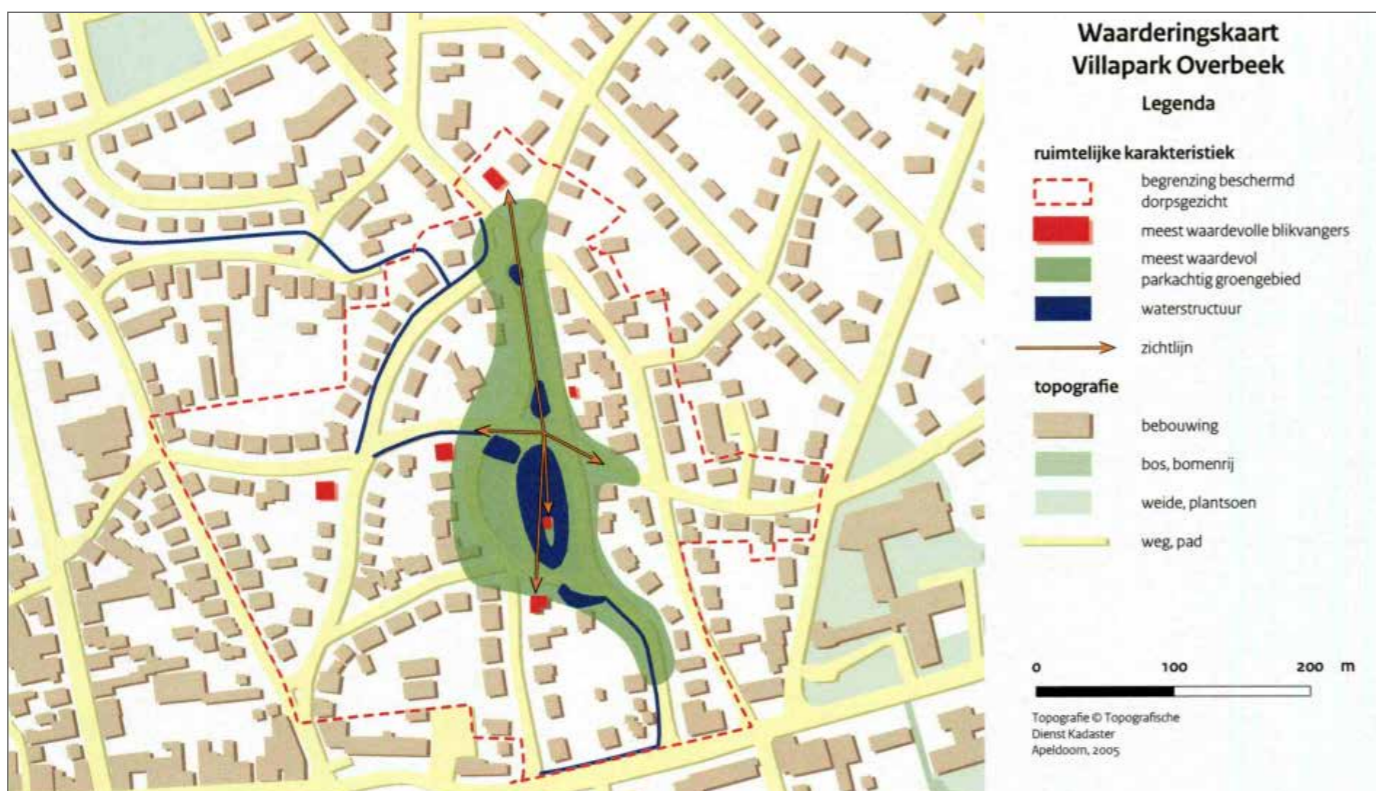 Waarderingskaart
Villapark Overbeek
Legenda
ruimtelijke karakteristiek
begrenzing beschermd
dorpsgezicht
meest waardevolle blikvangers
meest waardevol
parkachtig groengebied
waterstructuur
zichtlijn
topografie
bebouwing
bos, bomenrij
weide, plantsoen
weg, pad
0 100 200 m
Topografie © Topografische
Dienst Kadaster
Apeldoorn, 2005